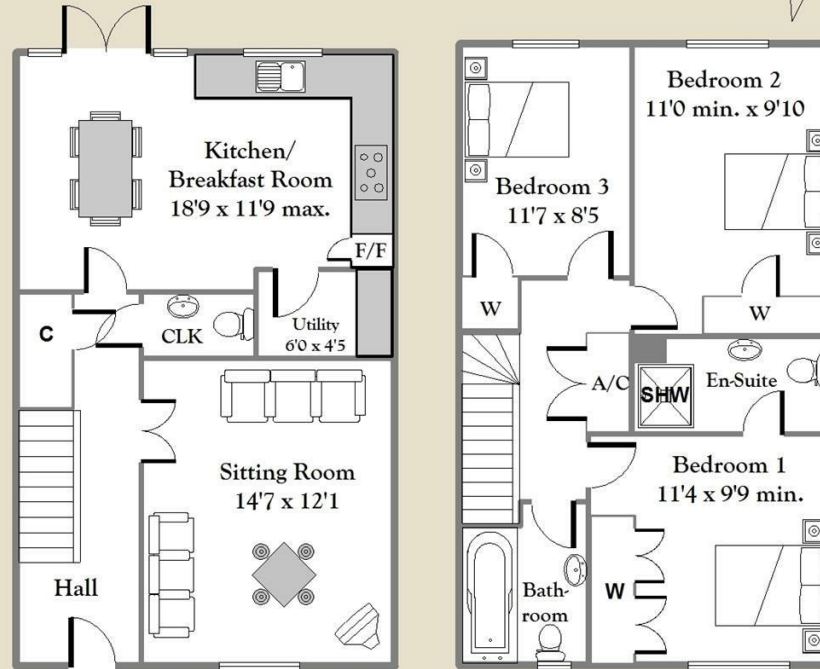 Kitchen/
Breakfast Room
18'9 x 11'9 max.
F/F
Utility
6'0 x 4'5
C
CLK
Sitting Room
14'7 x 12'1
Hall
Bedroom 2
11'0 min. x 9'10
Bedroom 3
11'7 x 8'5
W
W
A/C
SHW
En-Suite
Bedroom 1
11'4 x 9'9 min.
W
Bath-
room